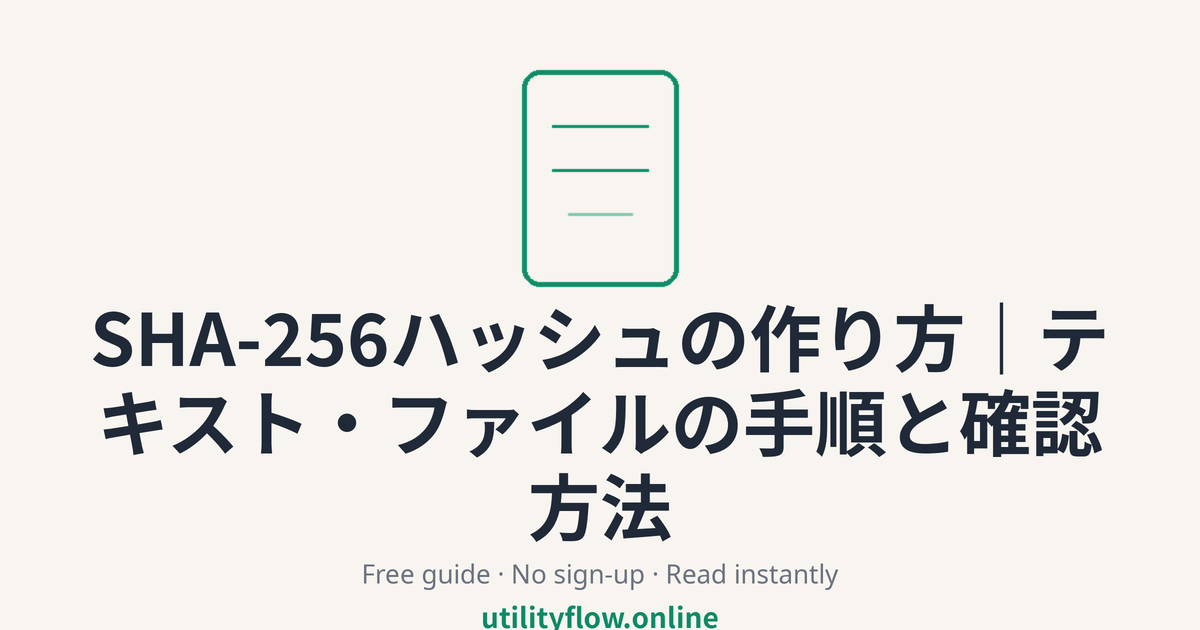 SHA-256ハッシュの作り方｜テ
キスト・ファイルの手順と確認
方法
Free guide · No sign-up · Read instantly
utilityflow.online